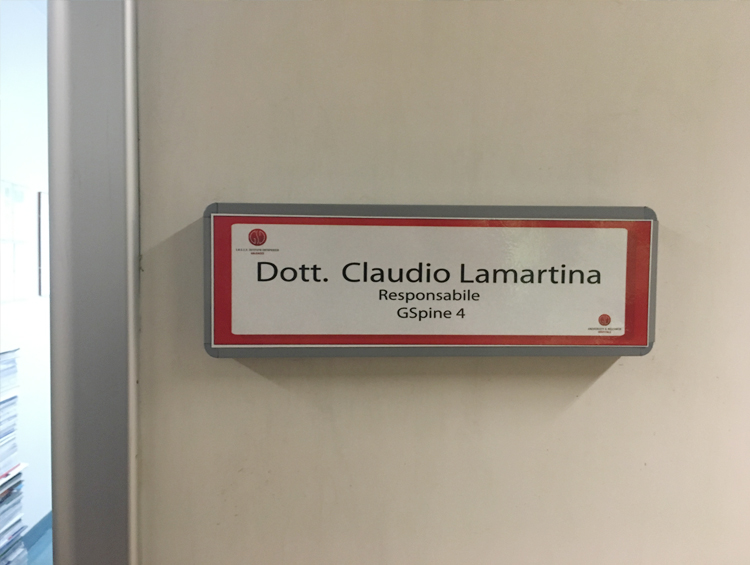 Dott. Claudio Lamartina
Responsabile
GSpine 4